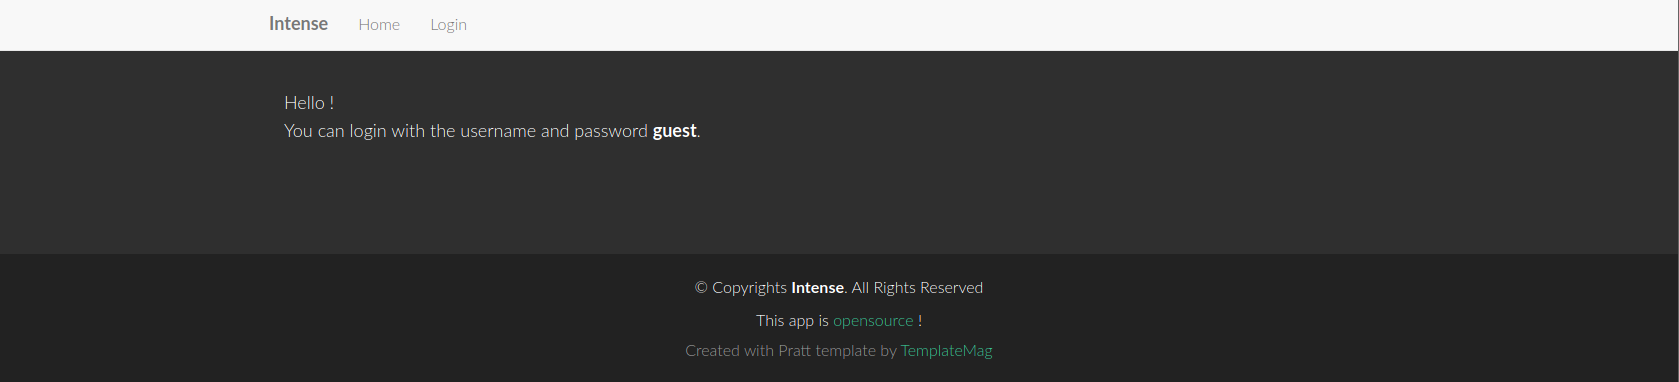 Intense Home Login
Hello !
You can login with the username and password guest.
© Copyrights Intense. All Rights Reserved
This app is opensource !
Created with Pratt template by TemplateMag